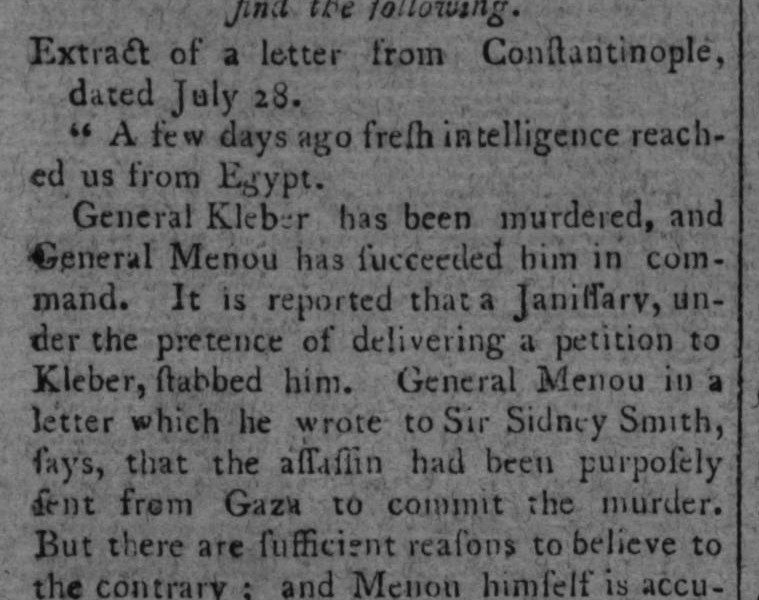 find the following.
Extract of a letter from Conſtantinople,
dated July 28.
“ A few days ago freſh intelligence reach-
ed us from Egypt.
General Kleber has been murdered, and
General Menou has ſucceeded him in com-
mand. It is reported that a Janiſſary, un-
der the pretence of delivering a petition to
Kleber, ſtabbed him. General Menou in a
letter which he wrote to Sir Sidney Smith,
ſays, that the aſſaſſin had been purpoſely
ſent from Gaza to commit the murder.
But there are ſufficient reaſons to believe to
the contrary ; and Menou himſelf is accu-